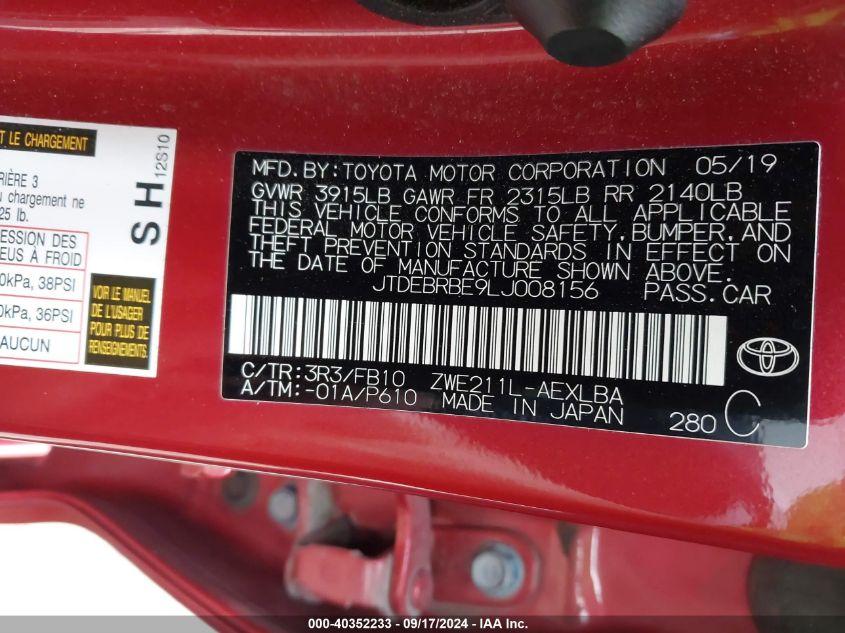 T LE CHARGEMENT
RIÈRE 3
u chargement ne
25 lb.
ESSION DES
EUS À FROID
0kPa, 38PSI
0kPa, 36PSI
AUCUN
SH
12S10
VOIR LE MANUEL
DE L'USAGER
POUR PLUS DE
RENSEIGNEMENTS.
MFD. BY: TOYOTA MOTOR CORPORATION 05/19
GVWR 3915LB GAWR FR 2315LB RR 2140LB
THIS VEHICLE CONFORMS TO ALL APPLICABLE
FEDERAL MOTOR VEHICLE SAFETY, BUMPER, AND
THEFT PREVENTION STANDARDS IN EFFECT ON
THE DATE OF MANUFACTURE SHOWN ABOVE.
JTDEBRBE9LJ008156 PASS.CAR
C/TR: 3R3/FB10 ZWE211L-AEXLBA
A/TM: -01A/P610 MADE IN JAPAN
280 C
000-40352233 - 09/17/2024 - IAA Inc.